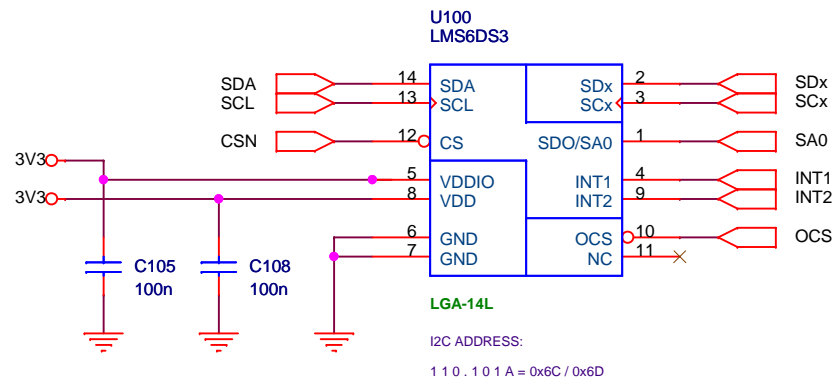 U100
LMS6DS3
SDA 14 SDA SDx 2 SDx
SCL 13 SCL SCx 3 SCx
CSN 12 CS SDO/SA0 1 SA0
3V3
5 VDDIO INT1 4 INT1
3V3 8 VDD INT2 9 INT2
6 GND OCS 10 OCS
7 GND NC 11
C105 C108
100n 100n
LGA-14L
I2C ADDRESS:
1 1 0 . 1 0 1 A = 0x6C / 0x6D